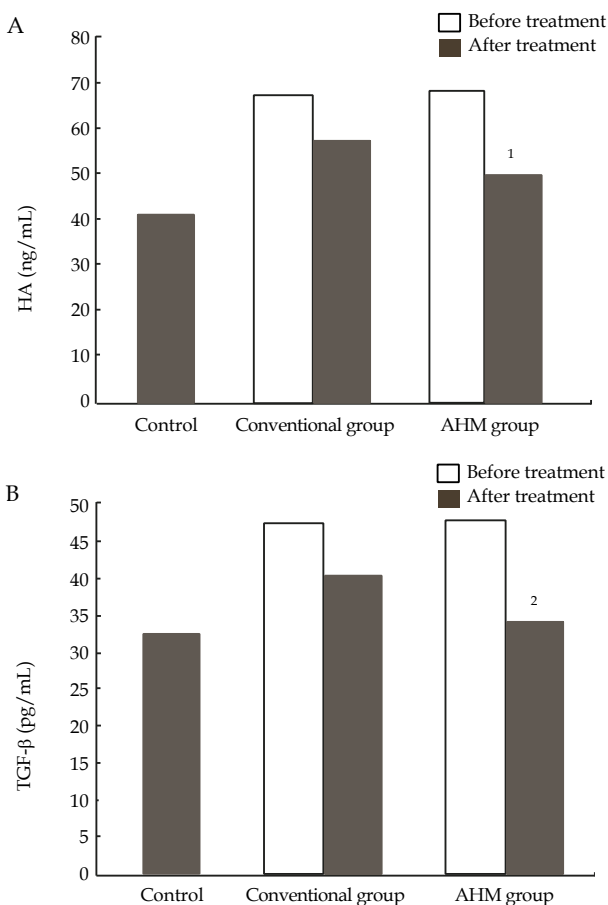 A
Before treatment
After treatment
HA (ng/mL)
80
70
60
50
40
30
20
10
0
1
Control Conventional group AHM group
B
Before treatment
After treatment
TGF-β (pg/mL)
50
45
40
35
30
25
20
15
10
5
0
2
Control Conventional group AHM group